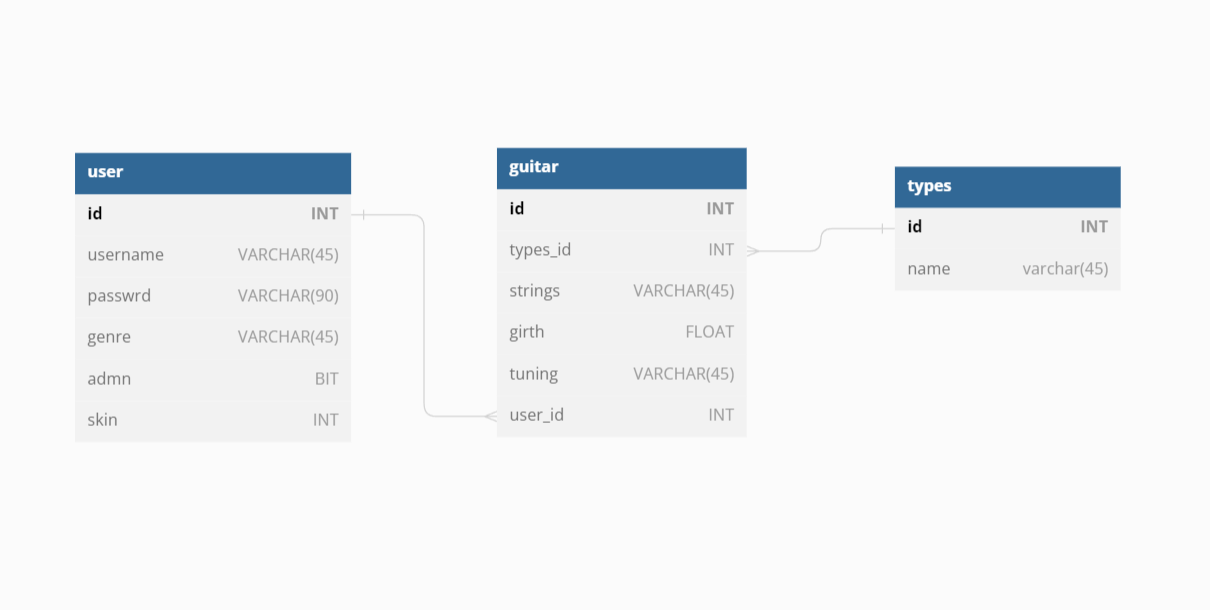 user
id INT
username VARCHAR(45)
passwrd VARCHAR(90)
genre VARCHAR(45)
admn BIT
skin INT
guitar
id INT
types_id INT
strings VARCHAR(45)
girth FLOAT
tuning VARCHAR(45)
user_id INT
types
id INT
name varchar(45)